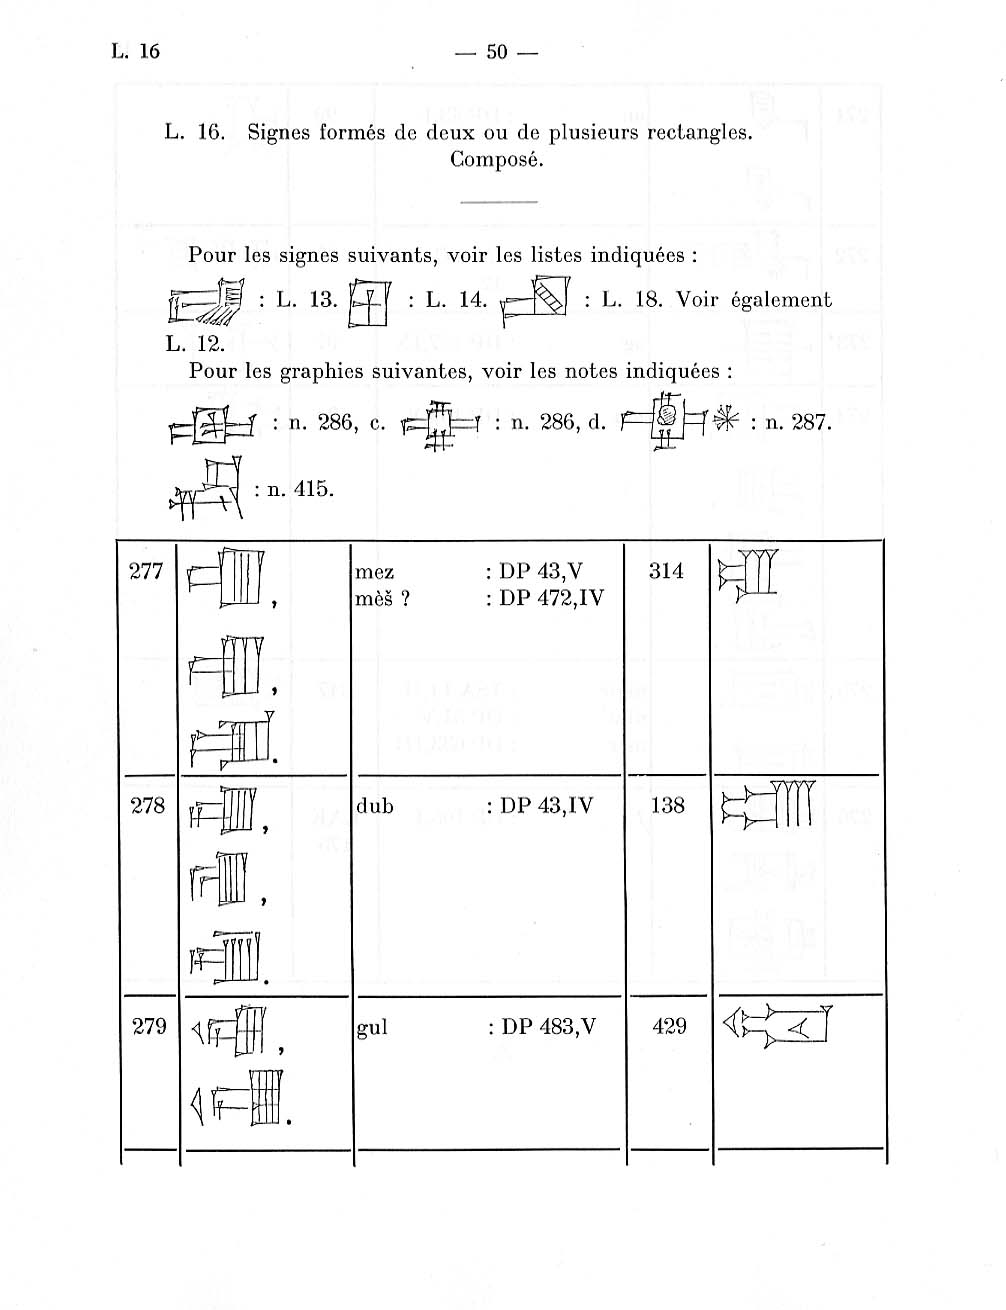 L. 16 — 50 —
L. 16. Signes formés de deux ou de plusieurs rectangles.
Composé.
Pour les signes suivants, voir les listes indiquées :
: L. 13. : L. 14. : L. 18. Voir également
L. 12.
Pour les graphies suivantes, voir les notes indiquées :
: n. 286, c. : n. 286, d. : n. 287.
: n. 415.
277 , mez : DP 43,V 314
mèš ? : DP 472,IV
,
.
278 , dub : DP 43,IV 138
,
.
279 , gul : DP 483,V 429
.